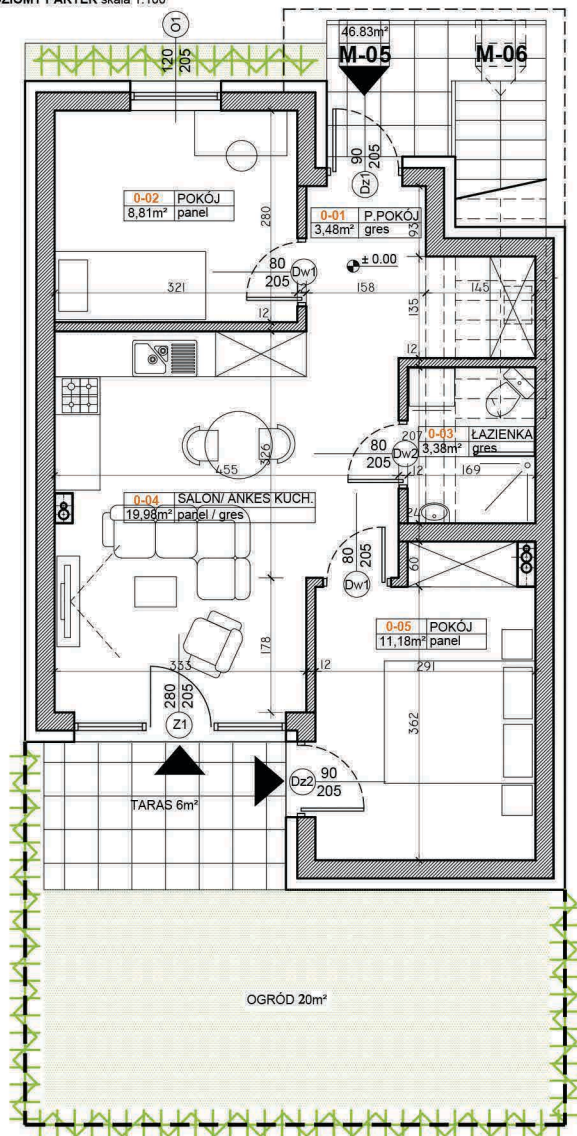 PARTER skala 1:100
O1
120
205
46.83m²
M-05
M-06
90
205
Dz1
0-02 POKÓJ
8,81m² panel
280
0-01 P.POKÓJ
3,48m² gres
93
± 0.00
80
205
Dw1
321
12
158
145
135
12
12
326
207
0-03 ŁAZIENKA
3,38m² gres
80
205
Dw2
12
169
455
24
0-04 SALON/ ANKES KUCH.
19,98m² panel / gres
80
205
Dw1
60
0-05 POKÓJ
11,18m² panel
178
333
12
291
280
205
Z1
362
Dz2
90
205
TARAS 6m²
OGRÓD 20m²